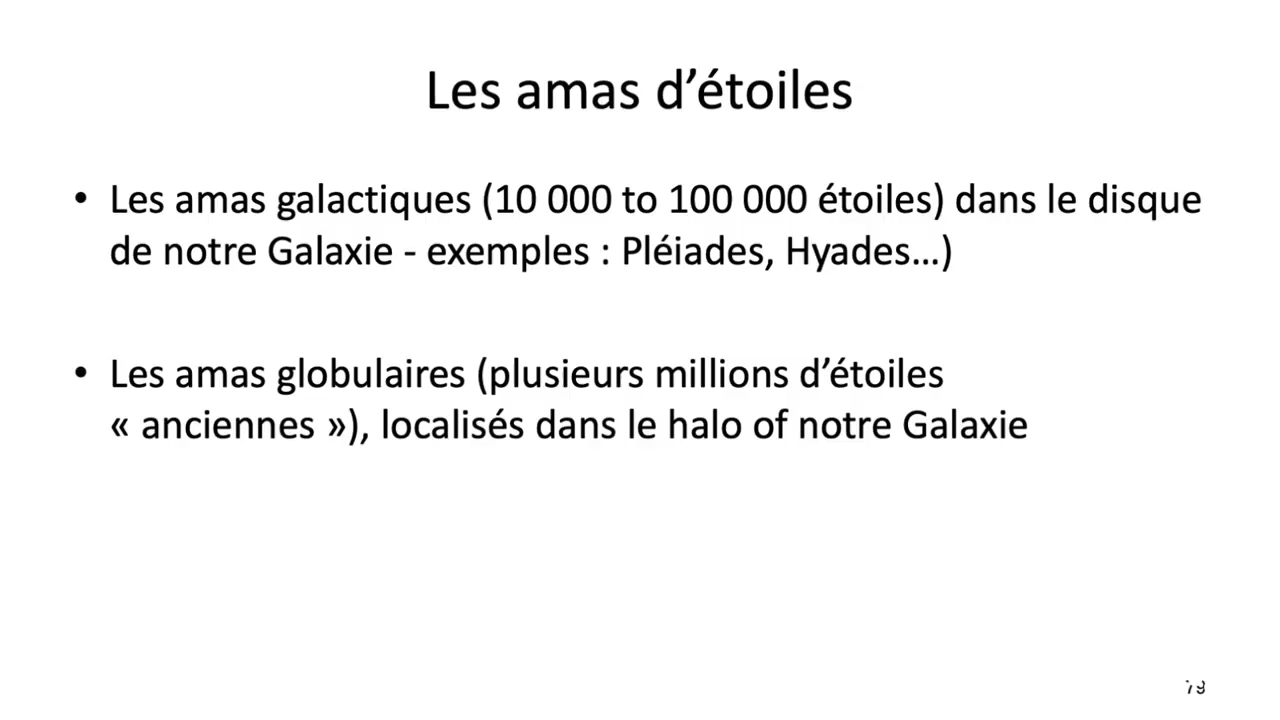 Les amas d’étoiles
• Les amas galactiques (10 000 to 100 000 étoiles) dans le disque
de notre Galaxie - exemples : Pléiades, Hyades…)
• Les amas globulaires (plusieurs millions d’étoiles
« anciennes »), localisés dans le halo of notre Galaxie